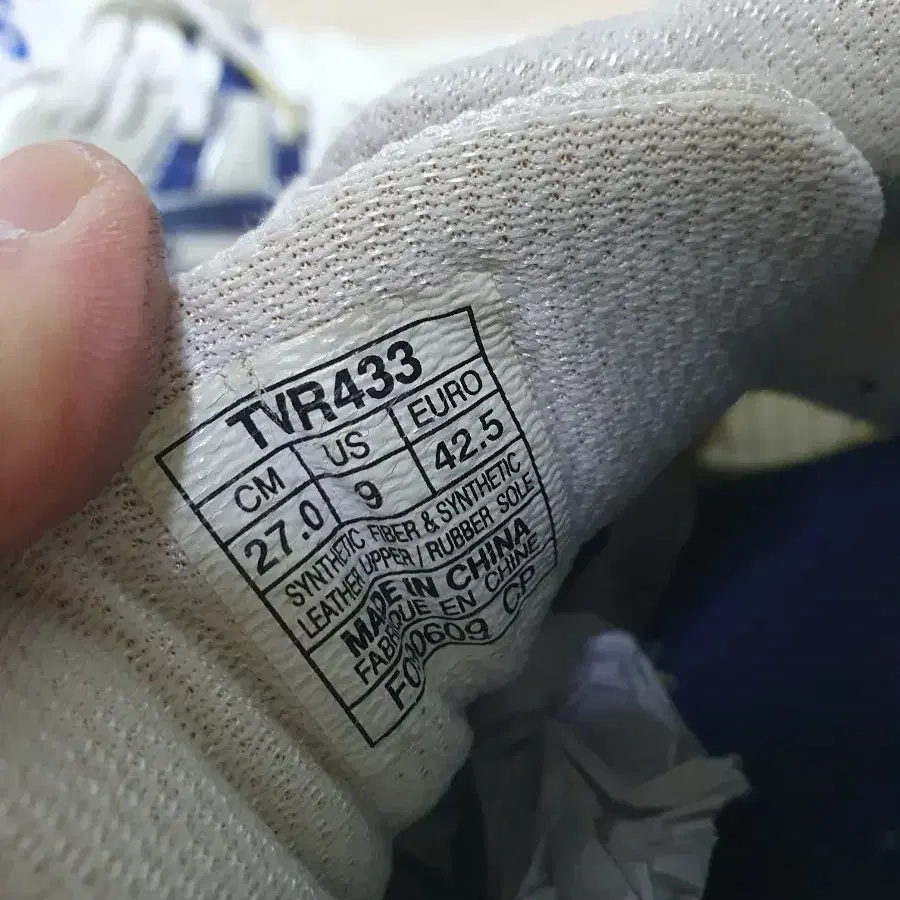 TVR433
CM US EURO
27.0 9 42.5
SYNTHETIC FIBER & SYNTHETIC
LEATHER UPPER / RUBBER SOLE
MADE IN CHINA
FABRIQUE EN CHINE
CP